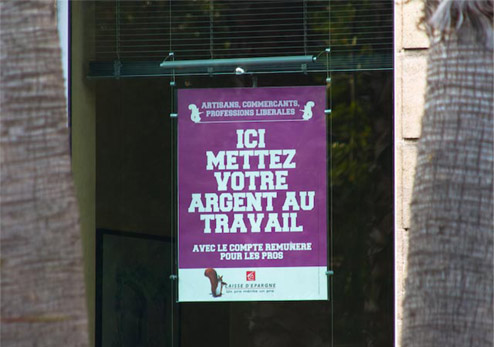 ARTISANS, COMMERCANTS,
PROFESSIONS LIBERALES
ICI
METTEZ
VOTRE
ARGENT AU
TRAVAIL
AVEC LE COMPTE REMUNERE
POUR LES PROS
CAISSE D'EPARGNE